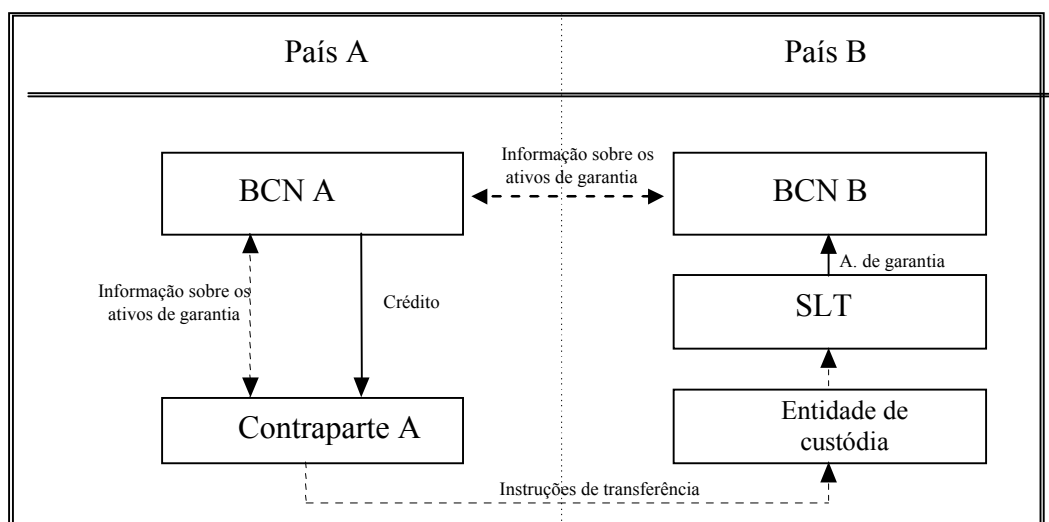 País A
País B
Informação sobre os
ativos de garantia
BCN A
BCN B
A. de garantia
Informação sobre os
ativos de garantia
Crédito
SLT
Contraparte A
Entidade de
custódia
Instruções de transferência